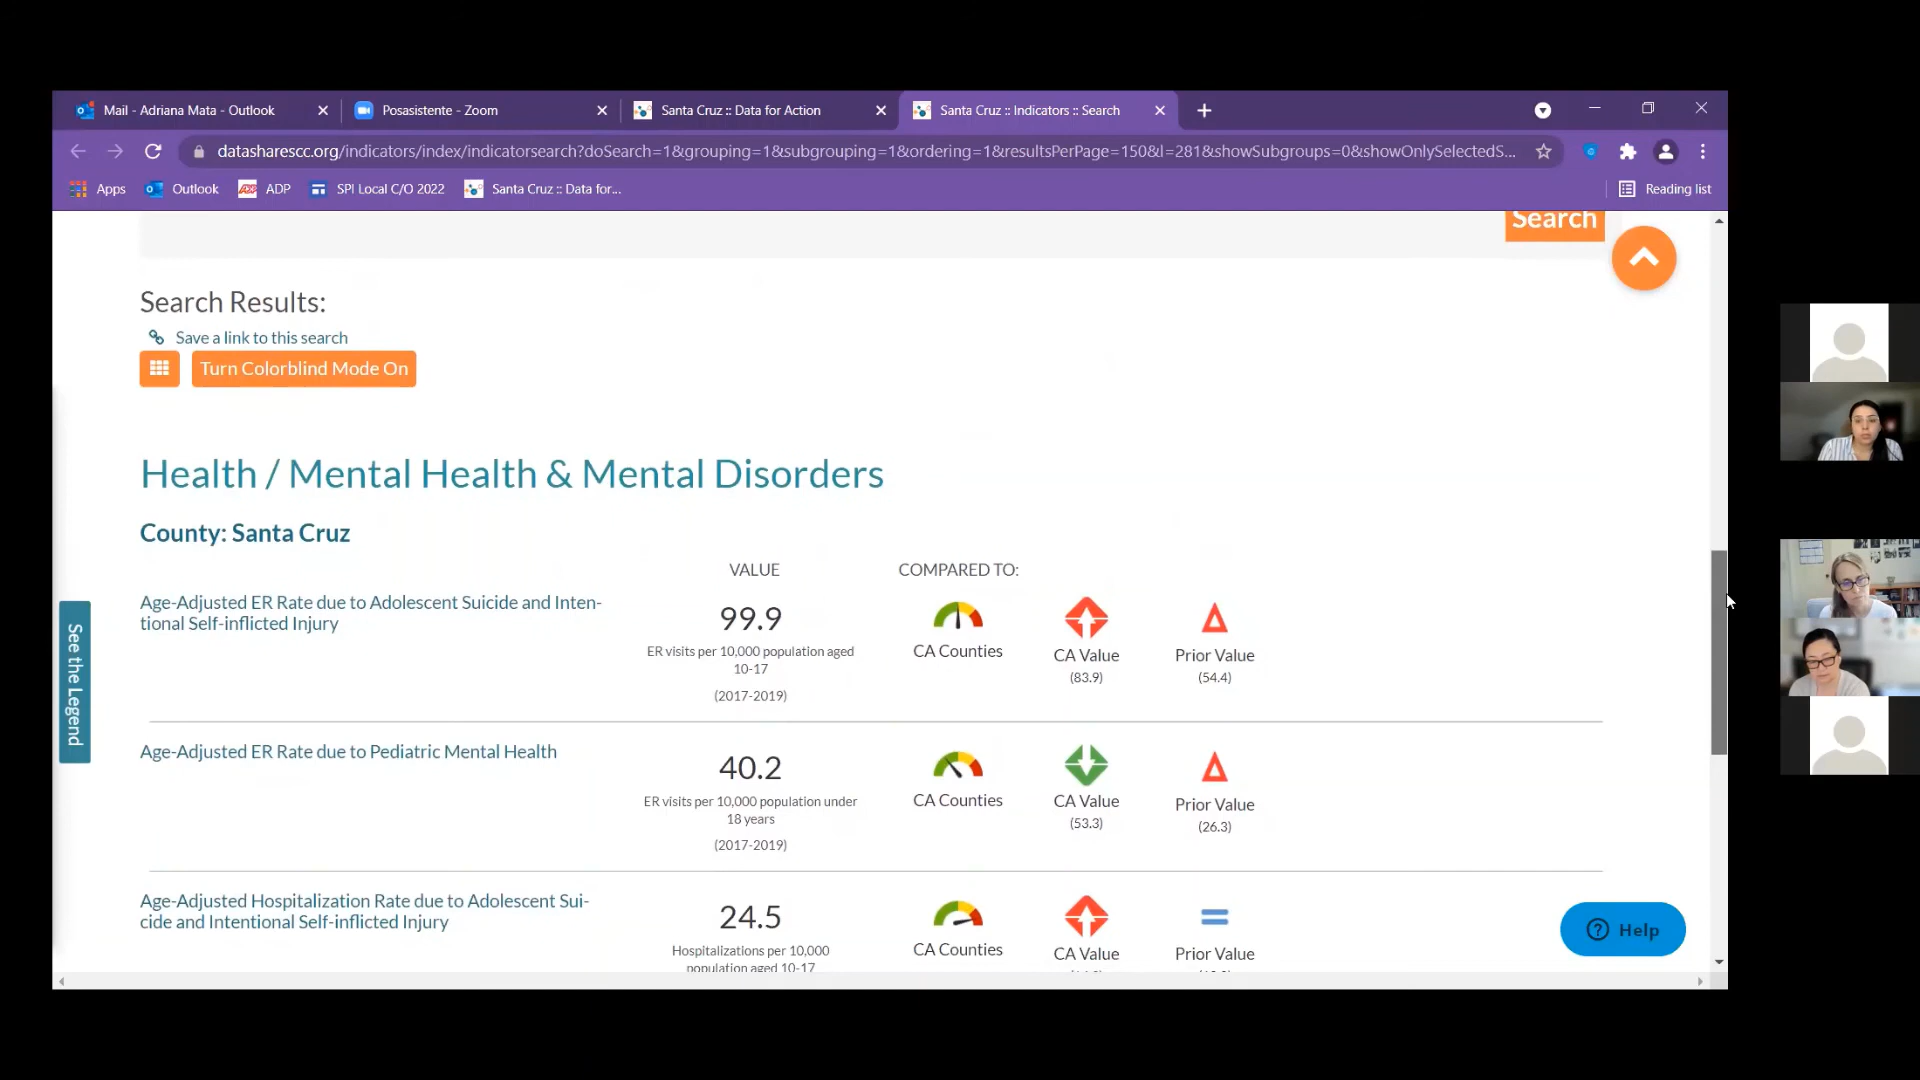 Mail - Adriana Mata - Outlook
Posasistente - Zoom
Santa Cruz :: Data for Action
Santa Cruz :: Indicators :: Search
datasharescc.org/indicators/index/indicatorsearch?doSearch=1&grouping=1&subgrouping=1&ordering=1&resultsPerPage=150&l=281&showSubgroups=0&showOnlySelectedS...
Apps
Outlook
ADP
SPI Local C/O 2022
Santa Cruz :: Data for...
Reading list
Search
Search Results:
Save a link to this search
Turn Colorblind Mode On
Health / Mental Health & Mental Disorders
County: Santa Cruz
VALUE
COMPARED TO:
Age-Adjusted ER Rate due to Adolescent Suicide and Inten-
tional Self-inflicted Injury
99.9
ER visits per 10,000 population aged
10-17
(2017-2019)
CA Counties
CA Value
(83.9)
Prior Value
(54.4)
See the Legend
Age-Adjusted ER Rate due to Pediatric Mental Health
40.2
ER visits per 10,000 population under
18 years
(2017-2019)
CA Counties
CA Value
(53.3)
Prior Value
(26.3)
Age-Adjusted Hospitalization Rate due to Adolescent Sui-
cide and Intentional Self-inflicted Injury
24.5
Hospitalizations per 10,000
population aged 10-17
CA Counties
CA Value
Prior Value
Help